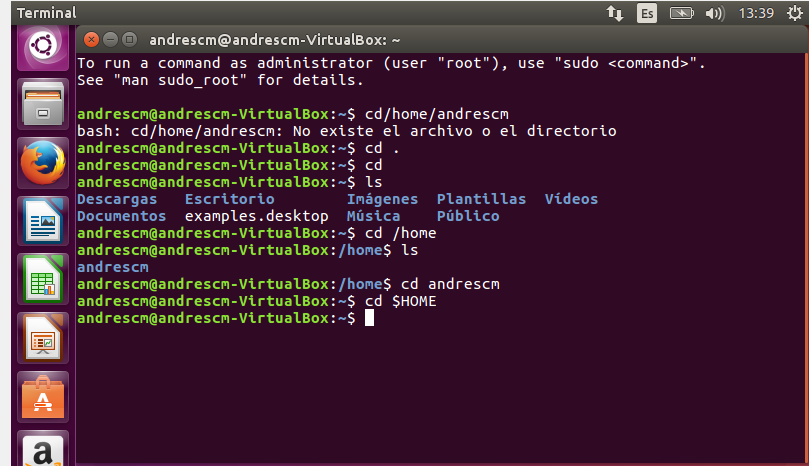 Terminal
Es
13:39
andrescm@andrescm-VirtualBox: ~
To run a command as administrator (user "root"), use "sudo <command>".
See "man sudo_root" for details.
andrescm@andrescm-VirtualBox:~$ cd/home/andrescm
bash: cd/home/andrescm: No existe el archivo o el directorio
andrescm@andrescm-VirtualBox:~$ cd .
andrescm@andrescm-VirtualBox:~$ cd
andrescm@andrescm-VirtualBox:~$ ls
Descargas Escritorio Imágenes Plantillas Vídeos
Documentos examples.desktop Música Público
andrescm@andrescm-VirtualBox:~$ cd /home
andrescm@andrescm-VirtualBox:/home$ ls
andrescm
andrescm@andrescm-VirtualBox:/home$ cd andrescm
andrescm@andrescm-VirtualBox:~$ cd $HOME
andrescm@andrescm-VirtualBox:~$
a